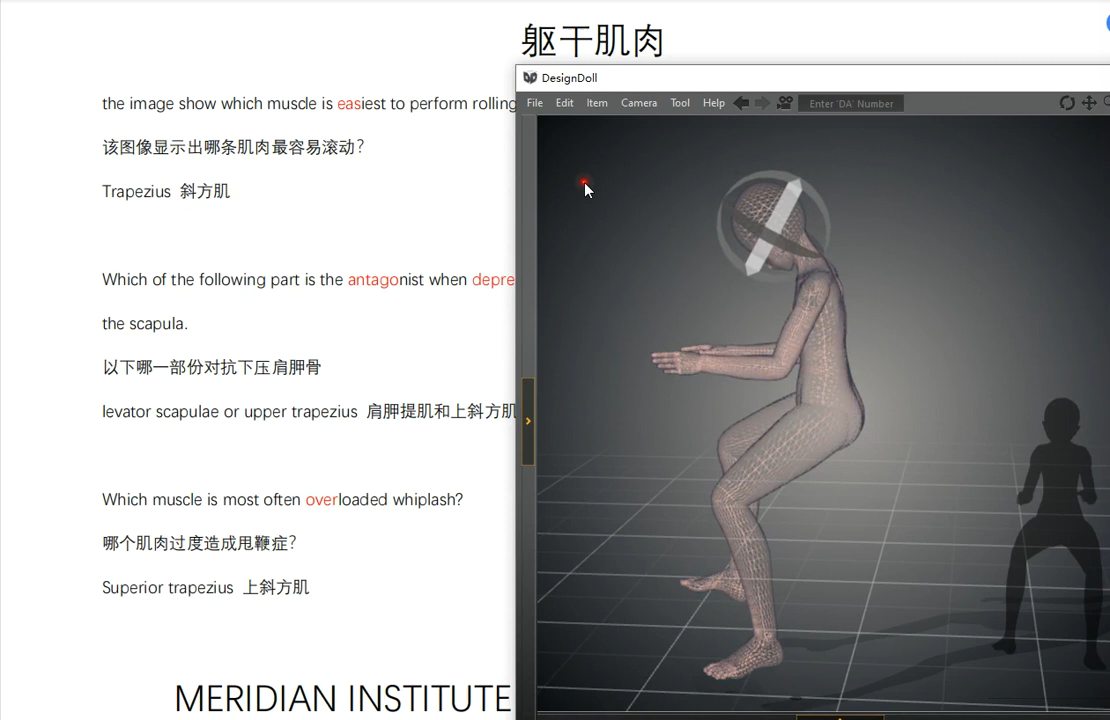 躯干肌肉
the image show which muscle is easiest to perform rolling
该图像显示出哪条肌肉最容易滚动？
Trapezius 斜方肌
Which of the following part is the antagonist when depre
the scapula.
以下哪一部份对抗下压肩胛骨
levator scapulae or upper trapezius 肩胛提肌和上斜方肌
Which muscle is most often overloaded whiplash?
哪个肌肉过度造成甩鞭症？
Superior trapezius 上斜方肌
MERIDIAN INSTITUTE
DesignDoll
File Edit Item Camera Tool Help Enter 'DA' Number